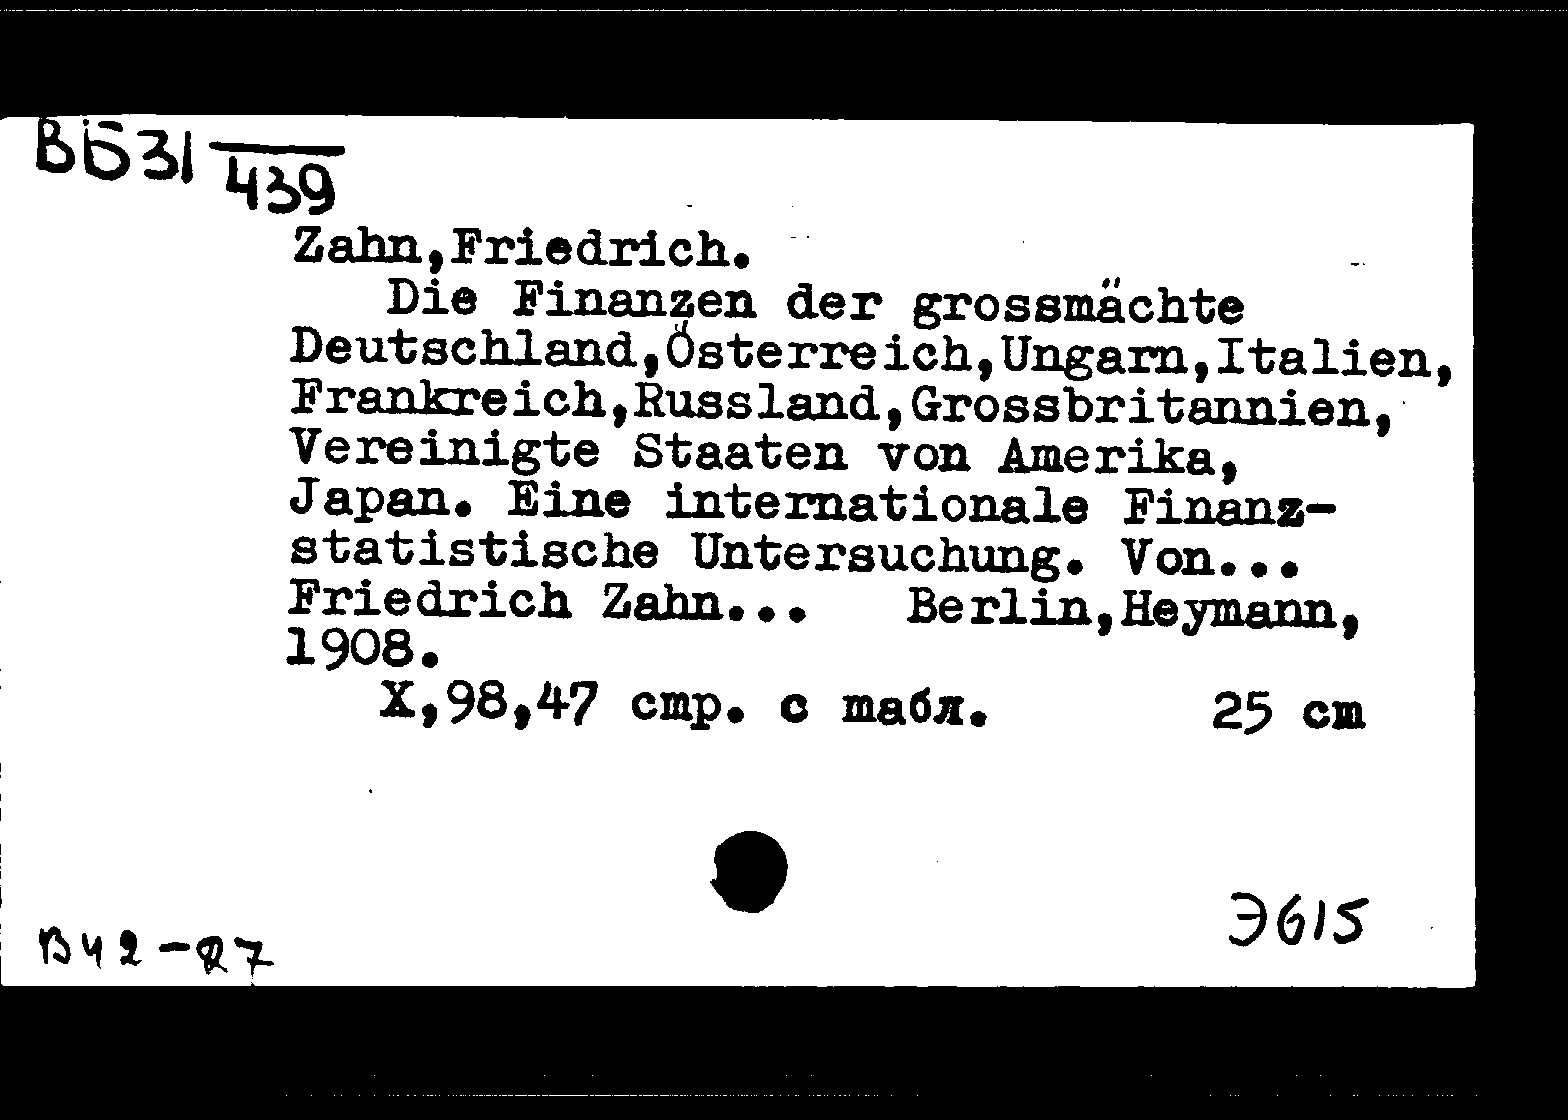 ВБ31
439
Zahn,Friedrich.
Die Finanzen der grossmächte
Deutschland,Österreich,Ungarn,Italien,
Frankreich,Russland,Grossbritannien,
Vereinigte Staaten von Amerika,
Japan. Eine internationale Finanz-
statistische Untersuchung. Von...
Friedrich Zahn... Berlin,Heymann,
1908.
X,98,47 стр. с табл. 25 cm
Э615
В42-27